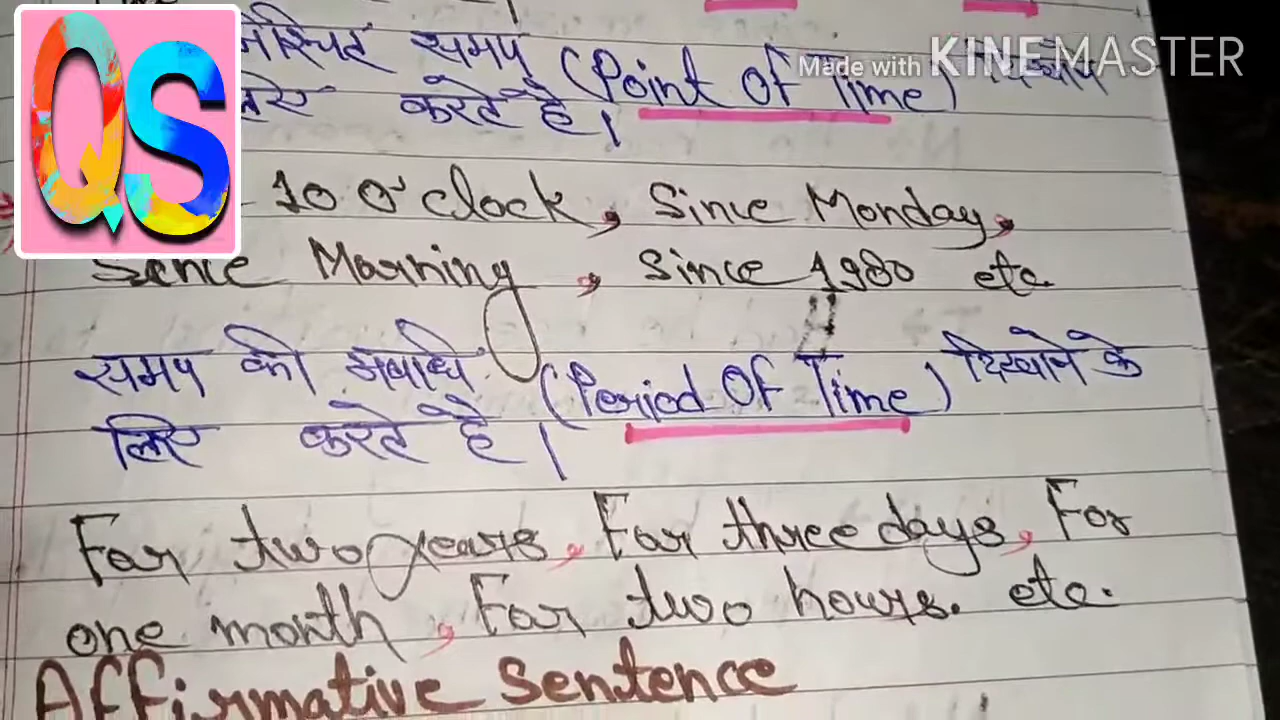 समय (Point Of Time)
करते है।
QS
Made with KINEMASTER
10 O'clock, Since Monday,
Morning, Since 1980 etc.
समय की अवधि (Period Of Time) दिखाने के
लिए करते है।
For two years, For three days, For
one month, For two hours. etc.
Affirmative Sentence